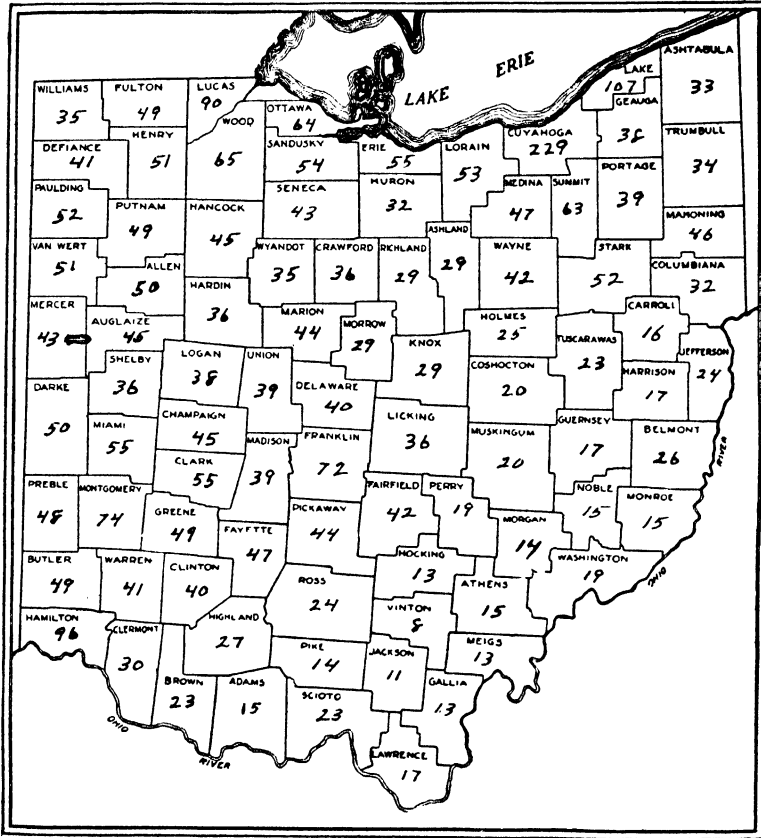 LAKE ERIE
ASHTABULA
33
LAKE
107
GEAUGA
38
WILLIAMS
35
FULTON
49
LUCAS
90
OTTAWA
64
WOOD
65
HENRY
51
DEFIANCE
41
SANDUSKY
54
ERIE
55
LORAIN
53
CUYAHOGA
229
TRUMBULL
34
PORTAGE
39
PAULDING
52
PUTNAM
49
HANCOCK
45
SENECA
43
HURON
32
MEDINA
47
SUMMIT
63
MAHONING
46
VAN WERT
51
ALLEN
50
WYANDOT
35
CRAWFORD
36
RICHLAND
29
ASHLAND
29
WAYNE
42
STARK
52
COLUMBIANA
32
HARDIN
36
MERCER
43
AUGLAIZE
45
MARION
44
MORROW
29
HOLMES
25
CARROLL
16
TUSCARAWAS
23
JEFFERSON
24
SHELBY
36
LOGAN
38
UNION
39
KNOX
29
COSHOCTON
20
HARRISON
17
DARKE
50
DELAWARE
40
CHAMPAIGN
45
LICKING
36
MUSKINGUM
20
GUERNSEY
17
BELMONT
26
MIAMI
55
CLARK
55
MADISON
39
FRANKLIN
72
PREBLE
48
MONTGOMERY
74
GREENE
49
FAYETTE
47
PICKAWAY
44
FAIRFIELD
42
PERRY
19
MORGAN
14
NOBLE
15
MONROE
15
BUTLER
49
WARREN
41
CLINTON
40
ROSS
24
HOCKING
13
ATHENS
15
WASHINGTON
19
HAMILTON
96
CLERMONT
30
HIGHLAND
27
VINTON
8
MEIGS
13
PIKE
14
JACKSON
11
BROWN
23
ADAMS
15
SCIOTO
23
GALLIA
13
LAWRENCE
17
OHIO
RIVER
OHIO
RIVER